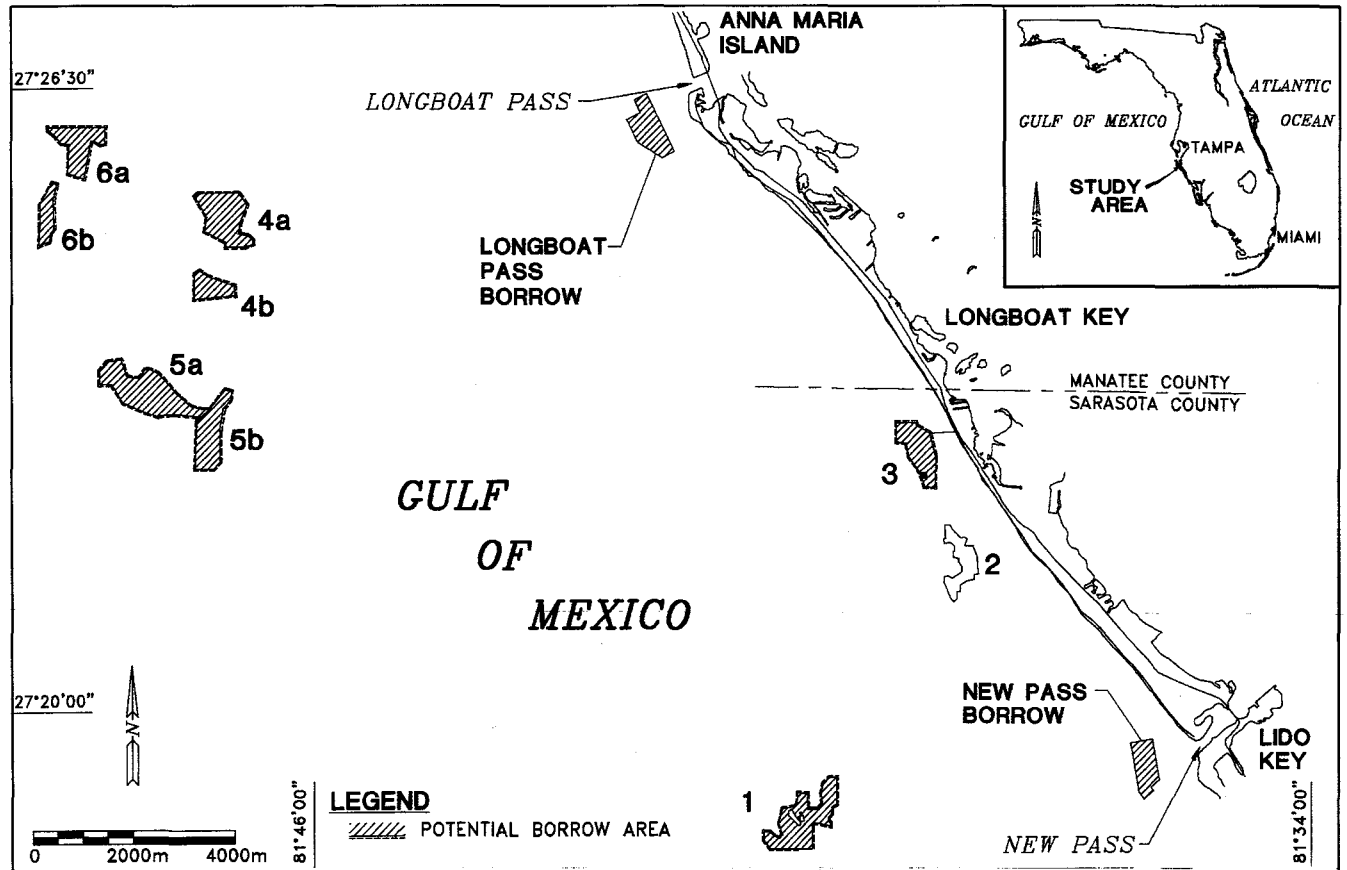 ANNA MARIA
ISLAND
27°26'30"
LONGBOAT PASS
ATLANTIC
OCEAN
GULF OF MEXICO
TAMPA
STUDY
AREA
N
MIAMI
6a
6b
4a
4b
LONGBOAT
PASS
BORROW
LONGBOAT KEY
5a
5b
MANATEE COUNTY
SARASOTA COUNTY
3
GULF
OF
MEXICO
2
27°20'00"
N
NEW PASS
BORROW
LIDO
KEY
1
81°46'00"
LEGEND
POTENTIAL BORROW AREA
0 2000m 4000m
NEW PASS
81°34'00"